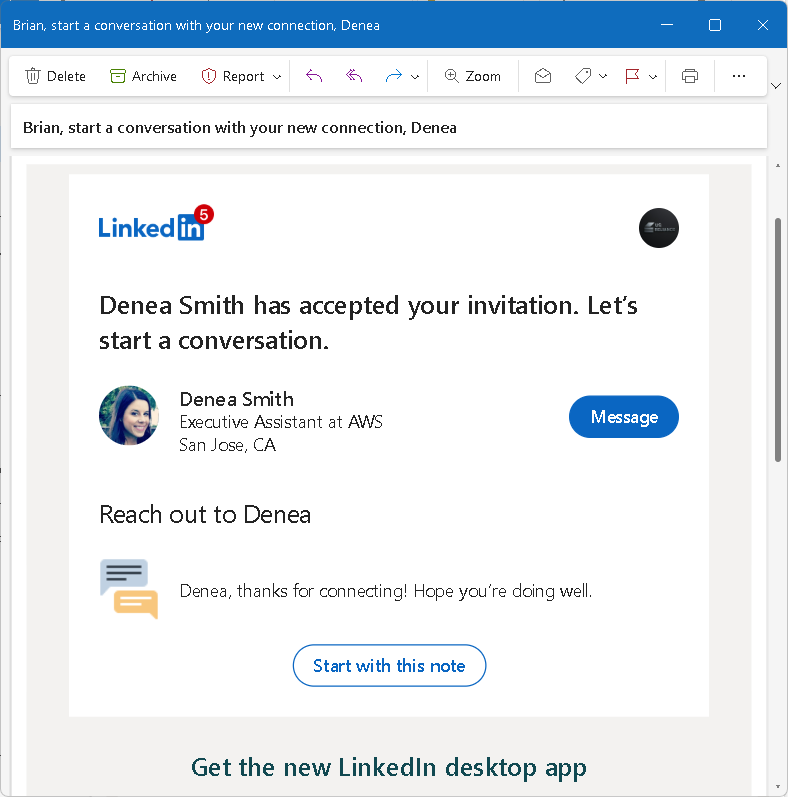 Brian, start a conversation with your new connection, Denea
Delete Archive Report Zoom
Brian, start a conversation with your new connection, Denea
LinkedIn 5
Denea Smith has accepted your invitation. Let’s
start a conversation.
Denea Smith
Executive Assistant at AWS
San Jose, CA
Message
Reach out to Denea
Denea, thanks for connecting! Hope you’re doing well.
Start with this note
Get the new LinkedIn desktop app